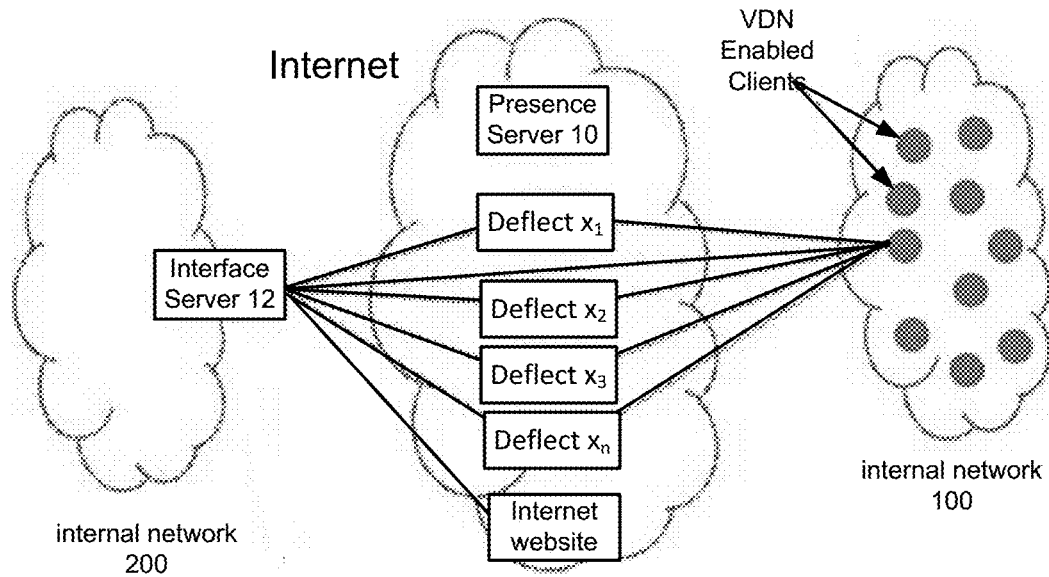 Internet
VDN
Enabled
Clients
Presence
Server 10
Deflect x₁
Interface
Server 12
Deflect x₂
Deflect x₃
Deflect xₙ
Internet
website
internal network
200
internal network
100